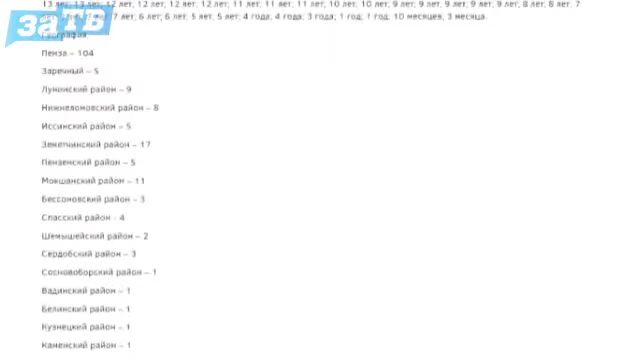 13 лет; 13 лет; 12 лет; 12 лет; 12 лет; 12 лет; 12 лет; 11 лет; 11 лет; 11 лет; 10 лет; 10 лет; 9 лет; 9 лет; 9 лет; 9 лет; 9 лет; 8 лет; 8 лет; 7
7 лет; 6 лет; 6 лет; 5 лет; 5 лет; 4 года; 4 года; 3 года; 1 год; 1 год; 10 месяцев; 3 месяца.
ЗА1Ь
География
Пенза – 104
Заречный – 5
Лунинский район – 9
Нижнеломовский район – 8
Иссинский район – 5
Земетчинский район – 17
Пензенский район – 5
Мокшанский район – 11
Бессоновский район – 3
Спасский район - 4
Шемышейский район – 2
Сердобский район – 3
Сосновоборский район – 1
Вадинский район – 1
Белинский район – 1
Кузнецкий район – 1
Каменский район – 1